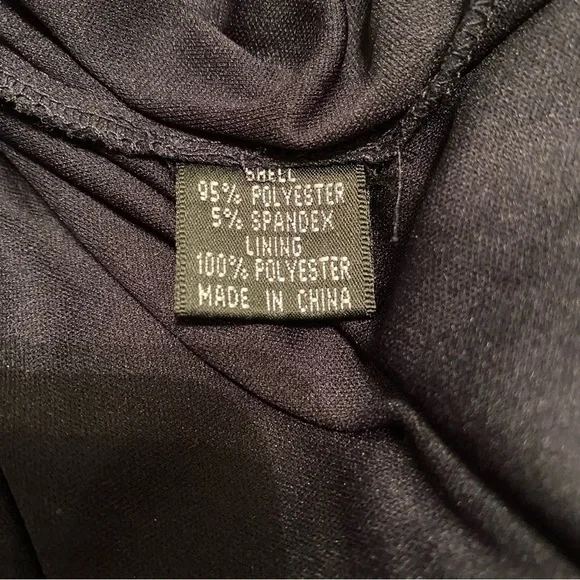 SHELL
95% POLYESTER
5% SPANDEX
LINING
100% POLYESTER
MADE IN CHINA